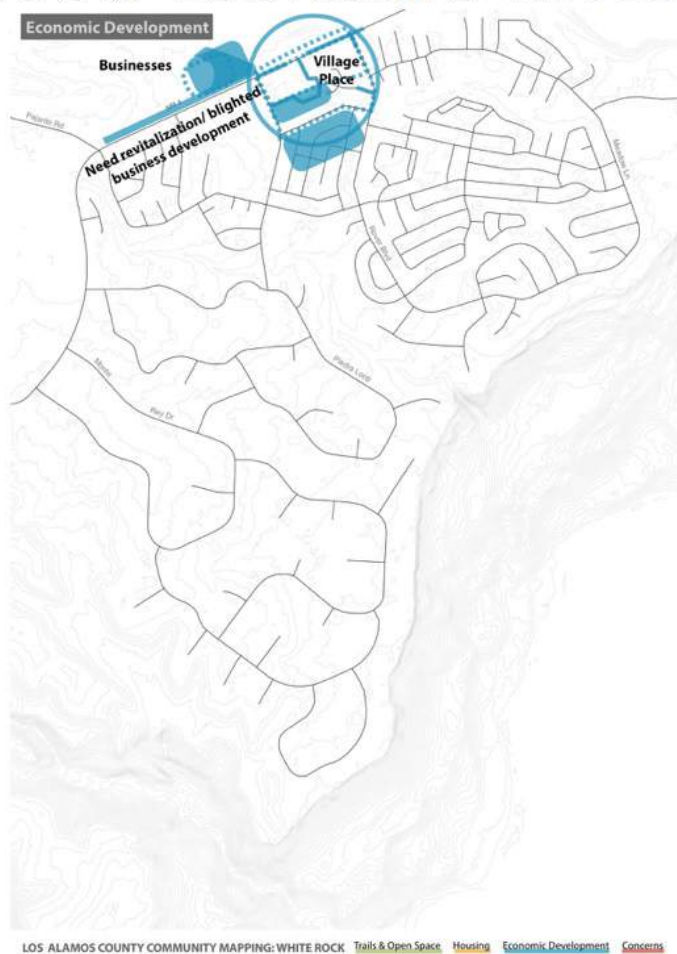 Economic Development
Businesses
Village
Place
Need revitalization/ blighted
business development
Pajarito Rd
Meadow Ln
Rover Blvd
Piedra Loop
Monte
Rey Dr
LOS ALAMOS COUNTY COMMUNITY MAPPING: WHITE ROCK Trails & Open Space Housing Economic Development Concerns